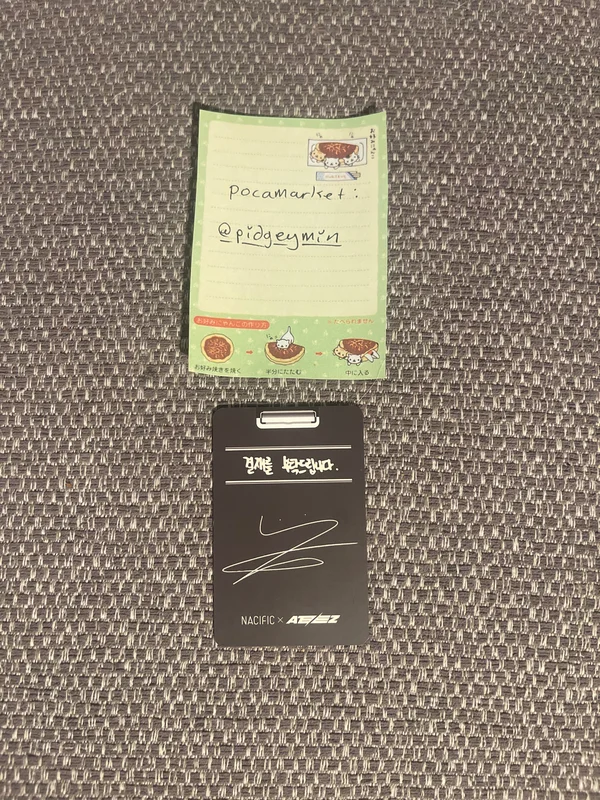 pocamarket:
@pidgeymin
お好みにゃんこの作り方
お好み焼きを焼く
半分にたたむ
中に入る
결재를 부탁드립니다.
NACIFIC × ATEEZ